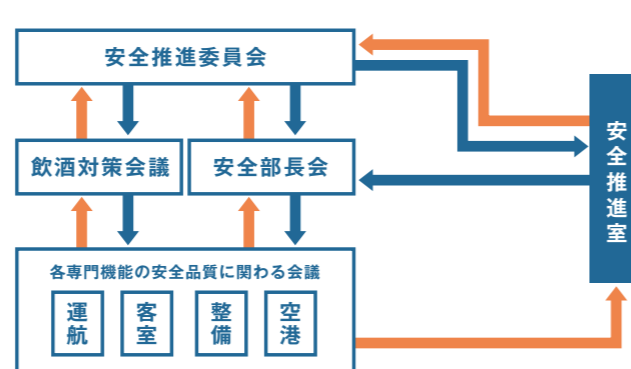 安全推進委員会
飲酒対策会議
安全部長会
安全推進室
各専門機能の安全品質に関わる会議
運航
客室
整備
空港